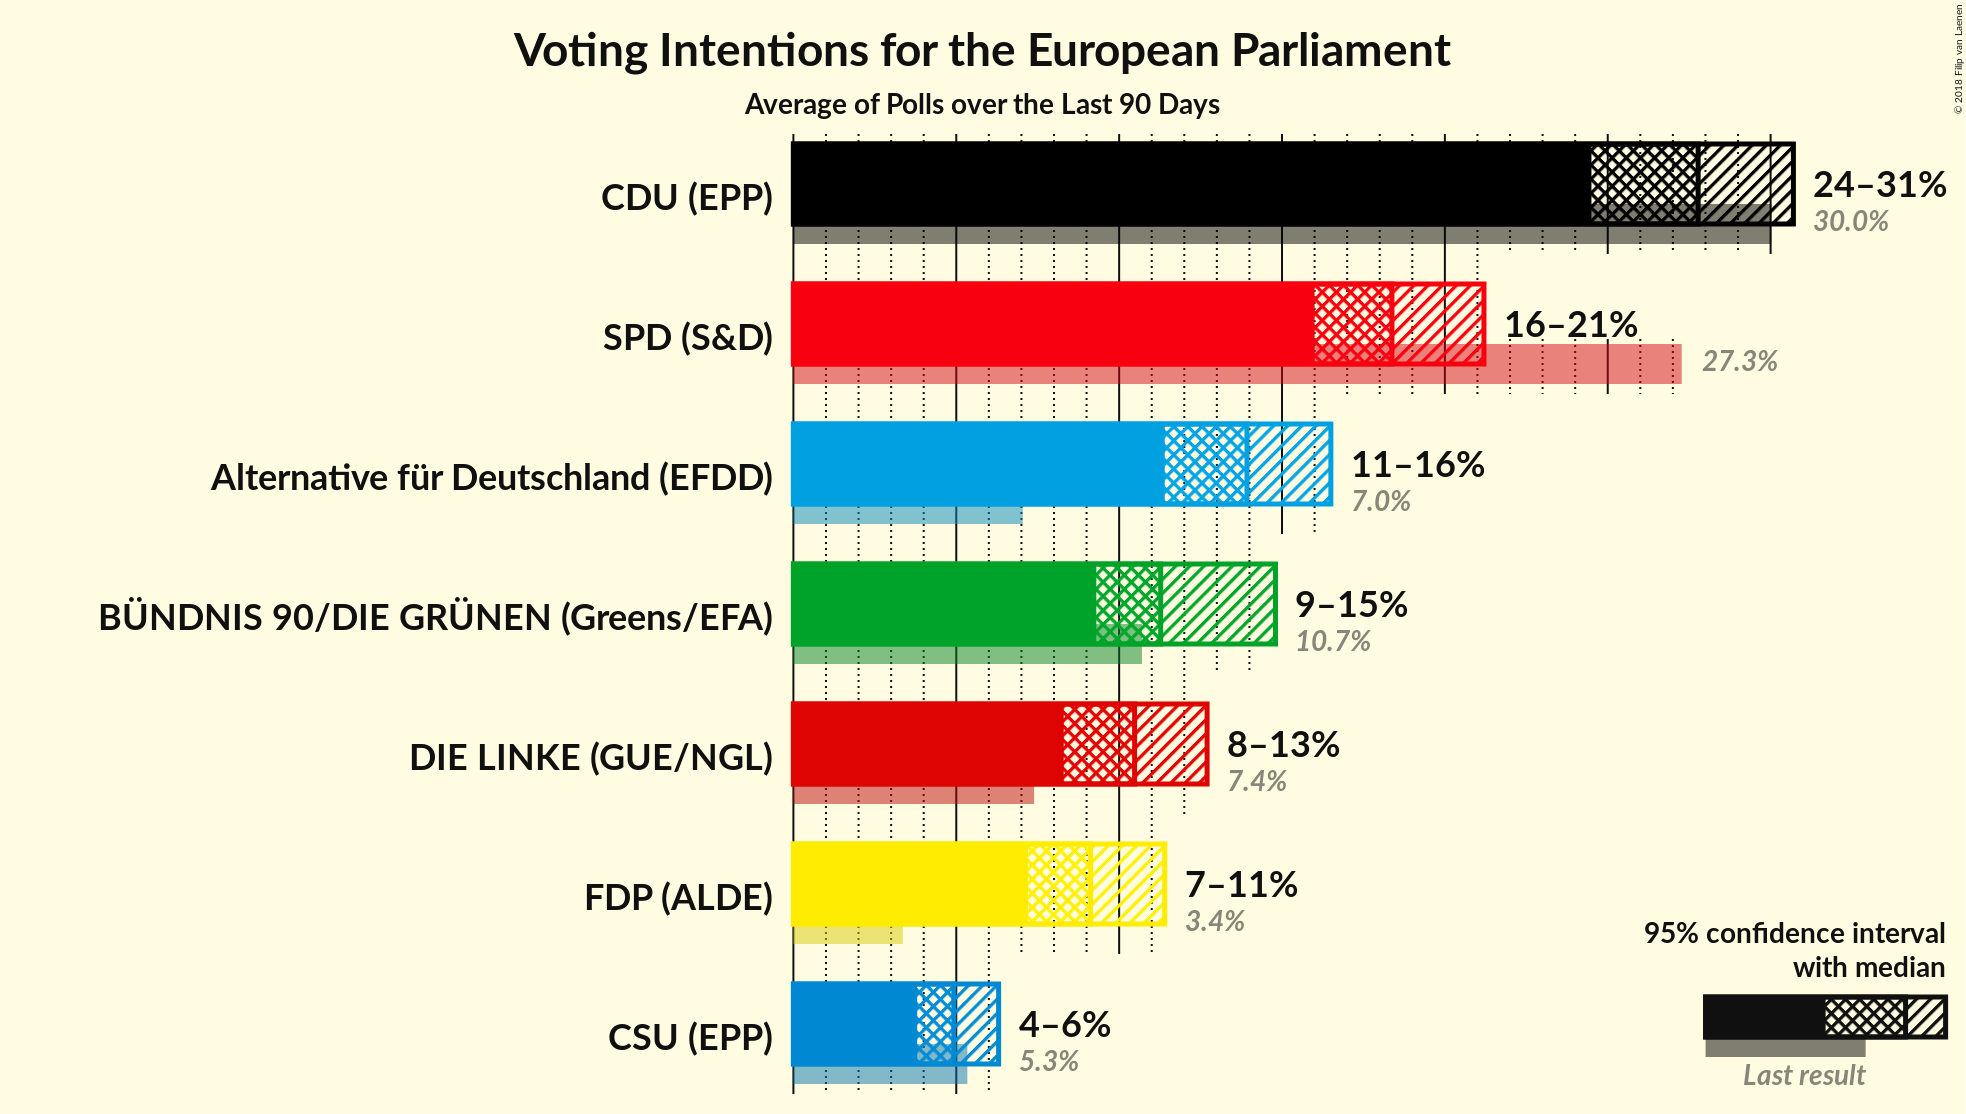 Voting Intentions for the European Parliament
Average of Polls over the Last 90 Days
© 2018 Filip van Laenen
CDU (EPP)
24–31%
30.0%
SPD (S&D)
16–21%
27.3%
Alternative für Deutschland (EFDD)
11–16%
7.0%
BÜNDNIS 90/DIE GRÜNEN (Greens/EFA)
9–15%
10.7%
DIE LINKE (GUE/NGL)
8–13%
7.4%
FDP (ALDE)
7–11%
3.4%
CSU (EPP)
4–6%
5.3%
95% confidence interval
with median
Last result